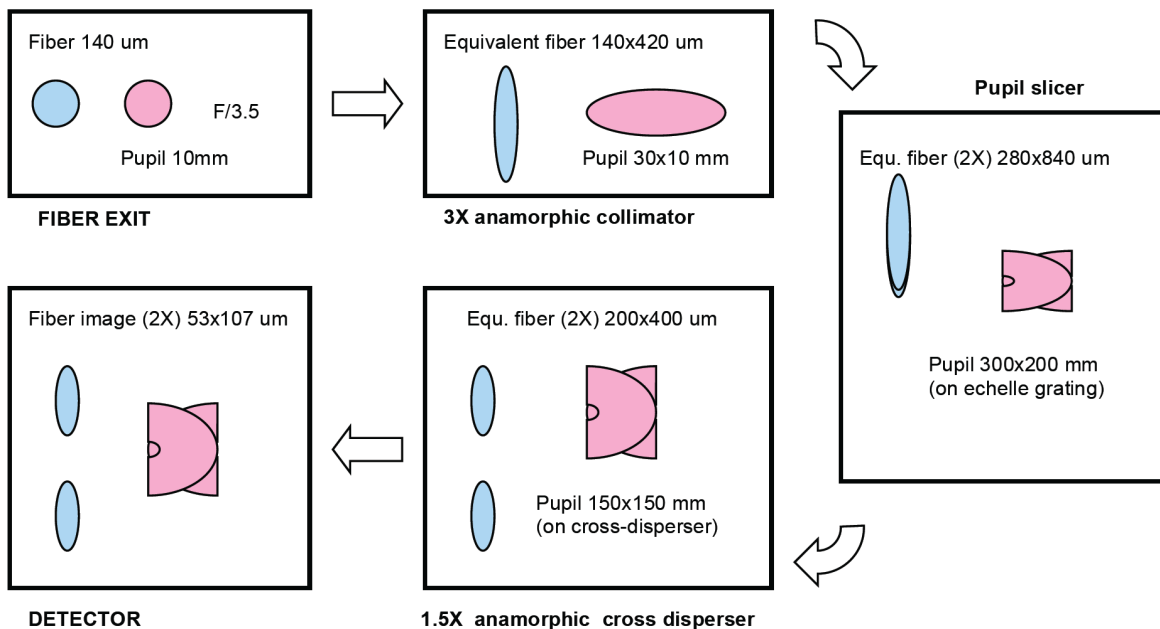 Fiber 140 um
F/3.5
Pupil 10mm
FIBER EXIT
Equivalent fiber 140x420 um
Pupil 30x10 mm
3X anamorphic collimator
Pupil slicer
Equ. fiber (2X) 280x840 um
Pupil 300x200 mm
(on echelle grating)
Equ. fiber (2X) 200x400 um
Pupil 150x150 mm
(on cross-disperser)
1.5X anamorphic cross disperser
Fiber image (2X) 53x107 um
DETECTOR